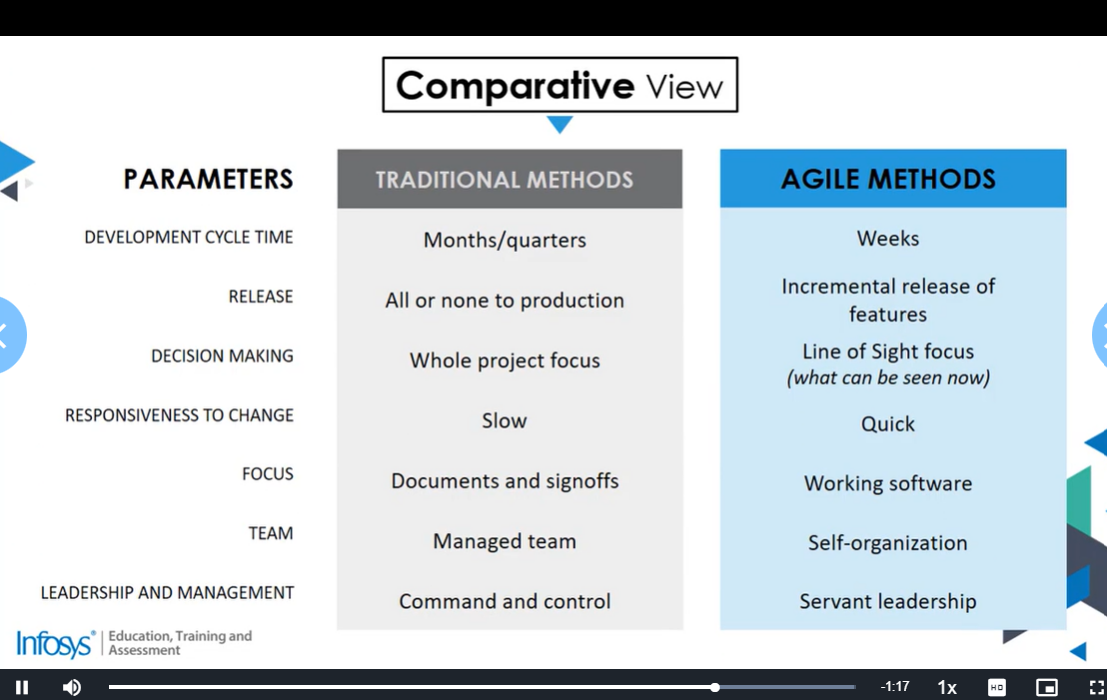 Comparative View
PARAMETERS
TRADITIONAL METHODS
AGILE METHODS
DEVELOPMENT CYCLE TIME
Months/quarters
Weeks
RELEASE
All or none to production
Incremental release of
features
DECISION MAKING
Whole project focus
Line of Sight focus
(what can be seen now)
RESPONSIVENESS TO CHANGE
Slow
Quick
FOCUS
Documents and signoffs
Working software
TEAM
Managed team
Self-organization
LEADERSHIP AND MANAGEMENT
Command and control
Servant leadership
Infosys®
Education, Training and
Assessment
-1:17
1x
HD